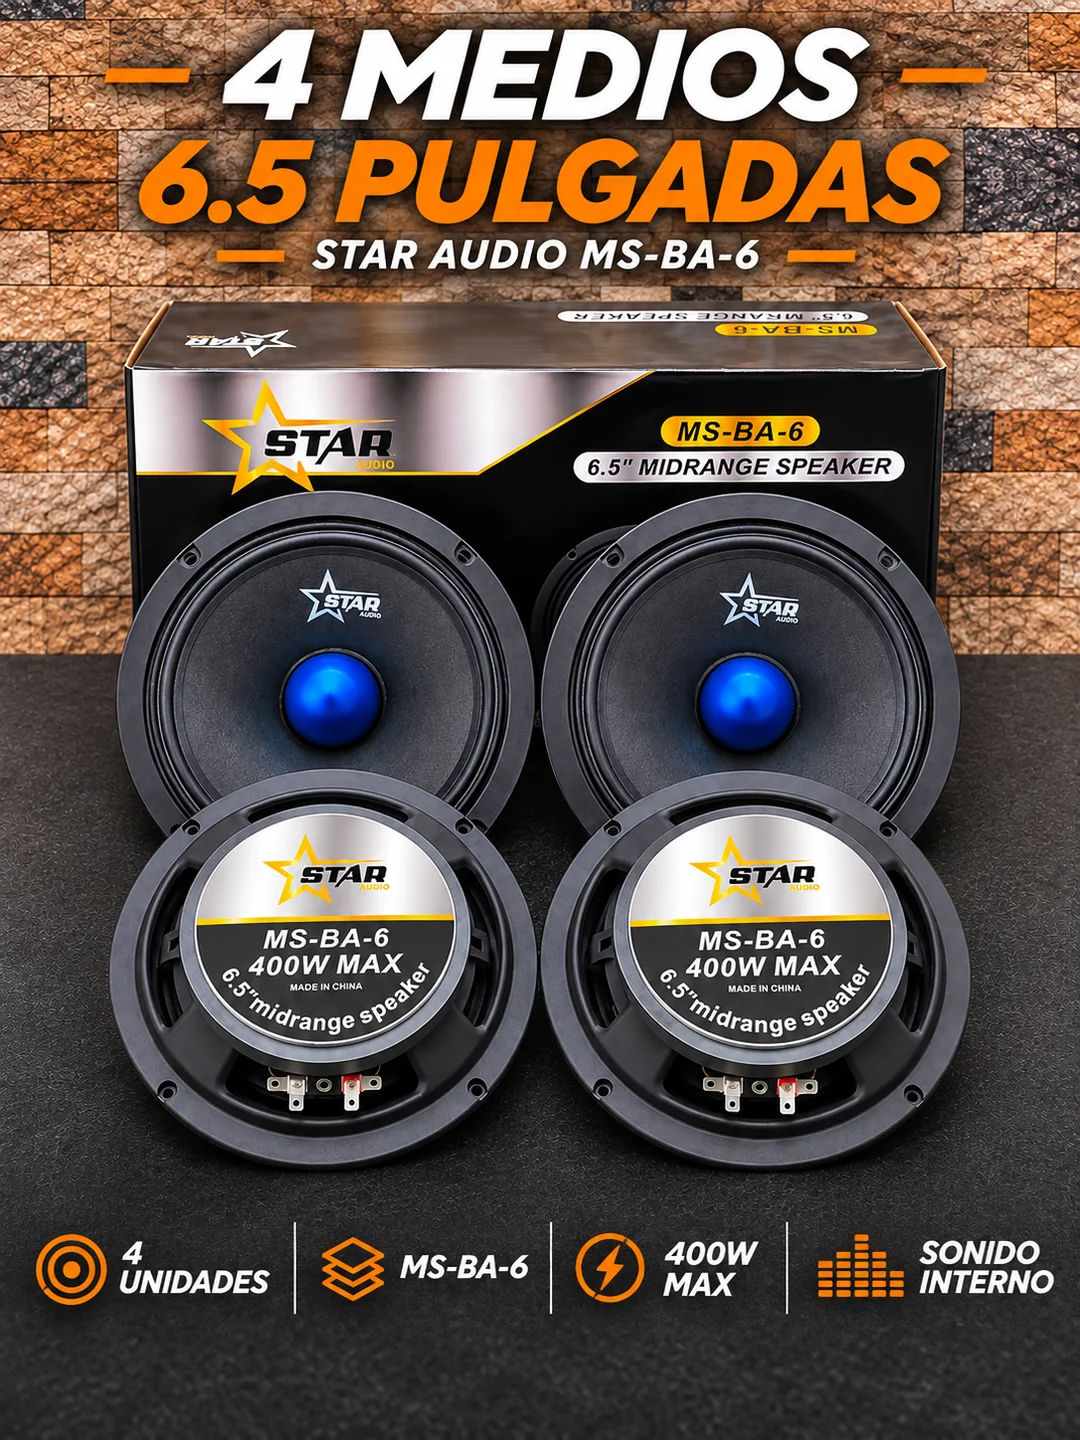 4 MEDIOS
6.5 PULGADAS
STAR AUDIO MS-BA-6
6.5" MRANGE SPEAKER
MS-BA-6
STAR
STAR
AUDIO
MS-BA-6
6.5" MIDRANGE SPEAKER
STAR
AUDIO
STAR
AUDIO
STAR
AUDIO
MS-BA-6
400W MAX
MADE IN CHINA
6.5"midrange speaker
STAR
AUDIO
MS-BA-6
400W MAX
MADE IN CHINA
6.5"midrange speaker
4
UNIDADES
MS-BA-6
400W
MAX
SONIDO
INTERNO